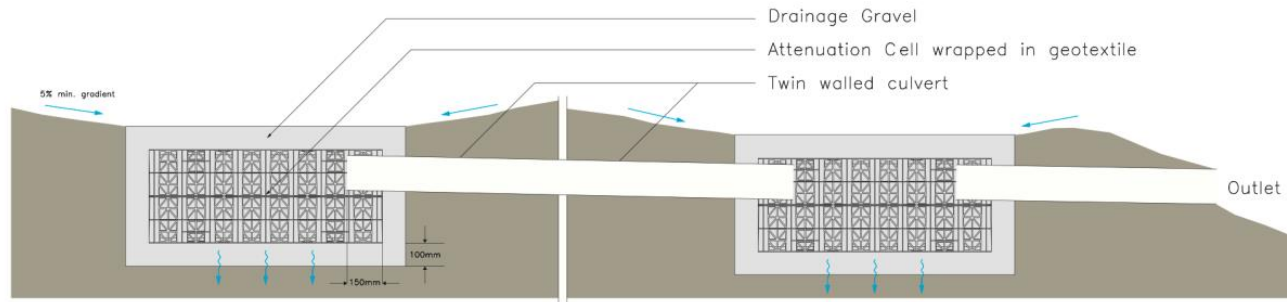 Drainage Gravel
Attenuation Cell wrapped in geotextile
Twin walled culvert
5% min. gradient
Outlet
100mm
150mm